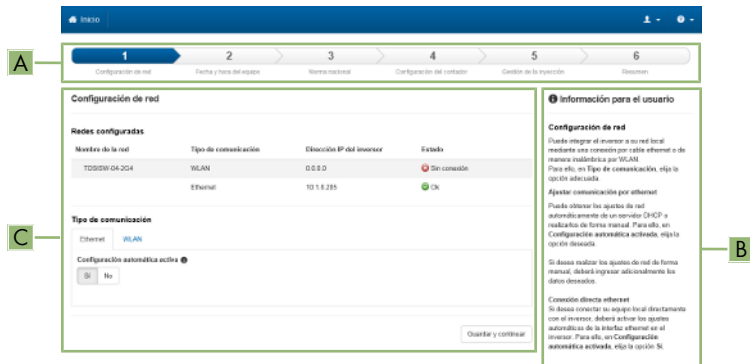 Inicio
A
1 2 3 4 5 6
Configuración de red Fecha y hora del equipo Norma nacional Configuración del contador Gestión de la inyección Resumen
Configuración de red
Redes configuradas
Nombre de la red Tipo de comunicación Dirección IP del inversor Estado
WLAN 0.0.0.0 Sin conexión
Ethernet 10.1.8.285 Ok
C
Tipo de comunicación
Ethernet WLAN
Configuración automática activa
Sí No
Guardar y continuar
Información para el usuario
Configuración de red
Puede integrar el inversor a su red local
mediante una conexión por cable ethernet o de
manera inalámbrica por WLAN.
Para ello, en Tipo de comunicación, elija la
opción adecuada.
Ajustar comunicación por ethernet
Puede obtener los ajustes de red
automáticamente de un servidor DHCP o
realizarlos de forma manual. Para ello, en
Configuración automática activada, elija la
opción deseada.
B
Si desea realizar los ajustes de red de forma
manual, deberá ingresar adicionalmente los
datos deseados.
Conexión directa ethernet
Si desea conectar su equipo local directamente
con el inversor, deberá activar los ajustes
automáticos de la interfaz ethernet en el
inversor. Para ello, en Configuración
automática activada, elija la opción Sí.